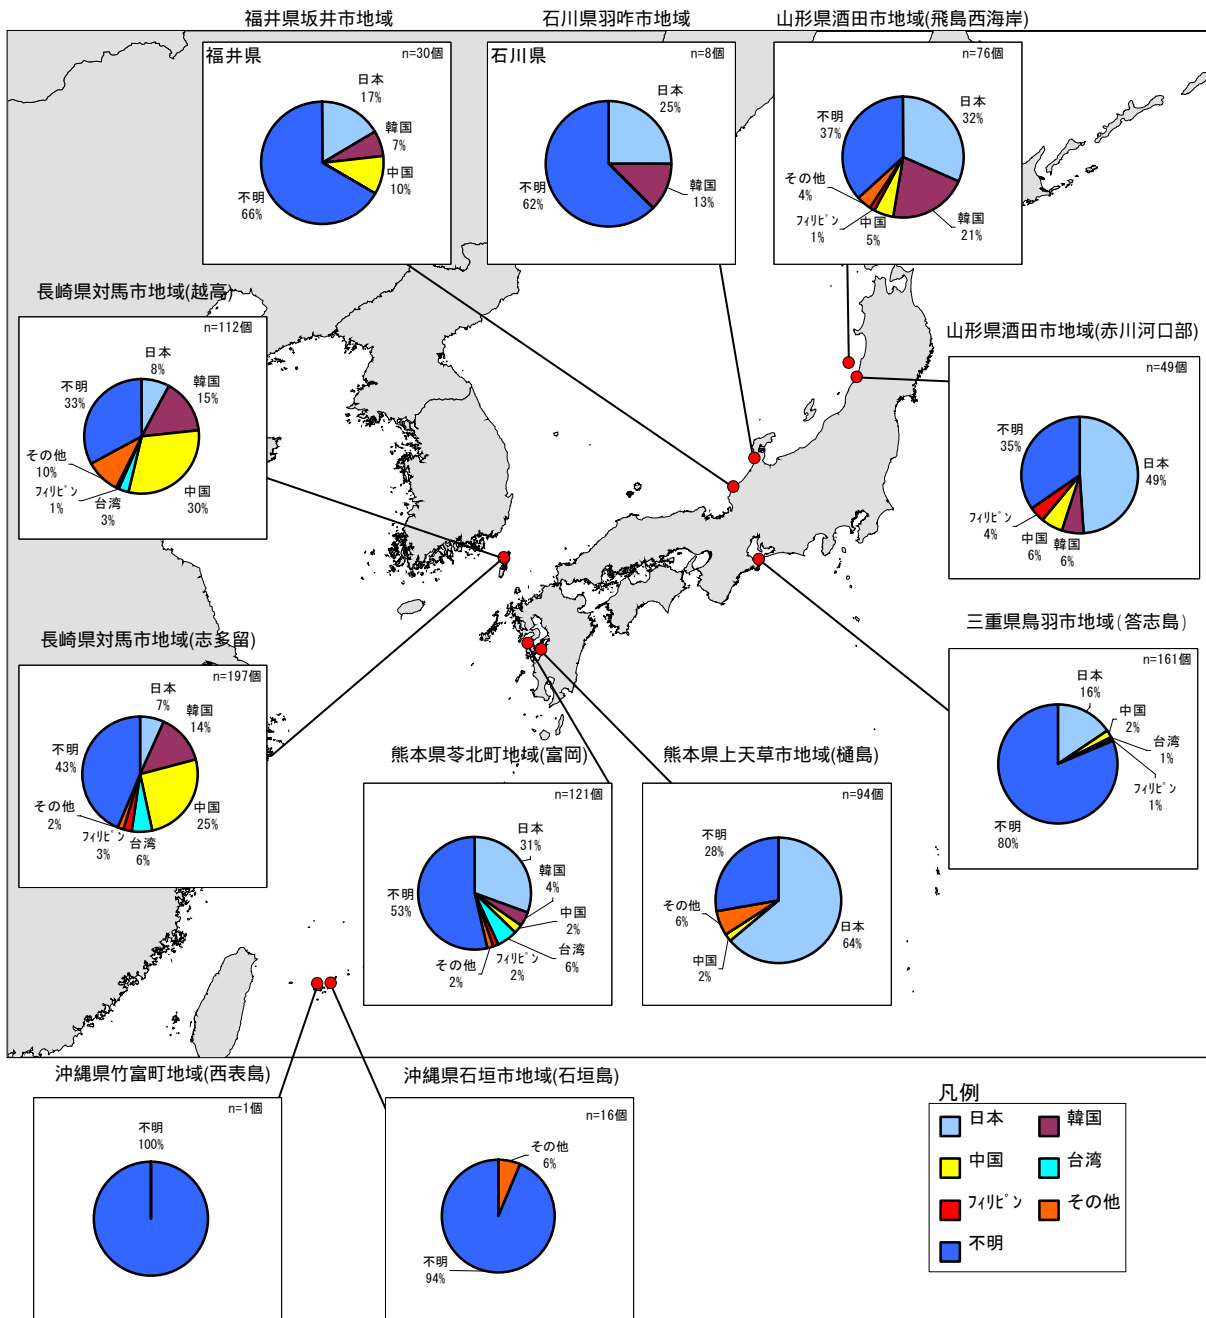 福井県坂井市地域
石川県羽咋市地域
山形県酒田市地域(飛島西海岸)
福井県
n=30個
日本
17%
韓国
7%
中国
10%
不明
66%
石川県
n=8個
日本
25%
韓国
13%
不明
62%
n=76個
日本
32%
不明
37%
その他
4%
フィリピン
1%
中国
5%
韓国
21%
長崎県対馬市地域(越高)
n=112個
日本
8%
韓国
15%
不明
33%
その他
10%
フィリピン
1%
台湾
3%
中国
30%
山形県酒田市地域(赤川河口部)
n=49個
不明
35%
日本
49%
フィリピン
4%
中国
6%
韓国
6%
長崎県対馬市地域(志多留)
n=197個
日本
7%
韓国
14%
不明
43%
その他
2%
フィリピン
3%
台湾
6%
中国
25%
三重県鳥羽市地域(答志島)
n=161個
日本
16%
中国
2%
台湾
1%
フィリピン
1%
不明
80%
熊本県苓北町地域(富岡)
n=121個
日本
31%
韓国
4%
中国
2%
台湾
6%
フィリピン
2%
その他
2%
不明
53%
熊本県上天草市地域(樋島)
n=94個
不明
28%
その他
6%
中国
2%
日本
64%
沖縄県竹富町地域(西表島)
n=1個
不明
100%
沖縄県石垣市地域(石垣島)
n=16個
その他
6%
不明
94%
凡例
日本
韓国
中国
台湾
フィリピン
その他
不明